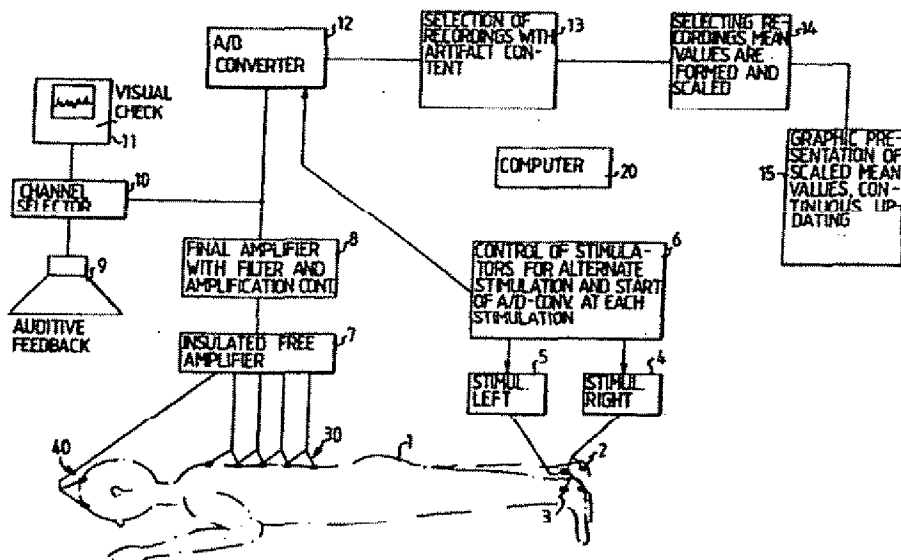 12
A/D
CONVERTER
SELECTION OF
RECORDINGS WITH
ARTIFACT CON-
TENT
13
SELECTING RE-
CORDINGS MEAN
VALUES ARE
FORMED AND
SCALED
14
VISUAL
CHECK
11
10
CHANNEL
SELECTOR
9
AUDITIVE
FEEDBACK
COMPUTER
20
15
GRAPHIC PRE-
SENTATION OF
SCALED MEAN
VALUES, CON-
TINUOUS UP-
DATING
8
FINAL AMPLIFIER
WITH FILTER AND
AMPLIFICATION CONT.
6
CONTROL OF STIMULA-
TORS FOR ALTERNATE
STIMULATION AND START
OF A/D-CONV. AT EACH
STIMULATION
7
INSULATED FREE
AMPLIFIER
5
STIMUL.
LEFT
4
STIMUL.
RIGHT
40
30
1
2
3